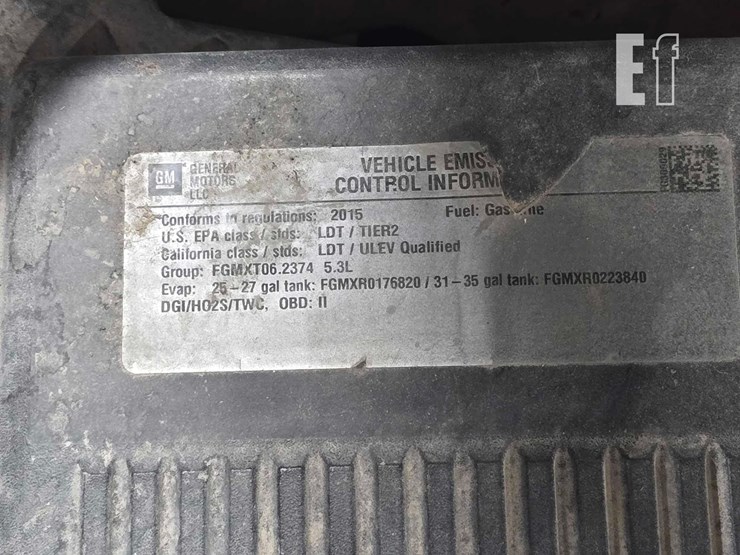 Ef
GM GENERAL MOTORS LLC
VEHICLE EMIS
CONTROL INFORM
Conforms to regulations: 2015 Fuel: Gas ne
U.S. EPA class / stds: LDT / TIER2
California class / stds: LDT / ULEV Qualified
Group: FGMXT06.2374 5.3L
Evap: 25-27 gal tank: FGMXR0176820 / 31-35 gal tank: FGMXR0223840
DGI/HO2S/TWC, OBD: II